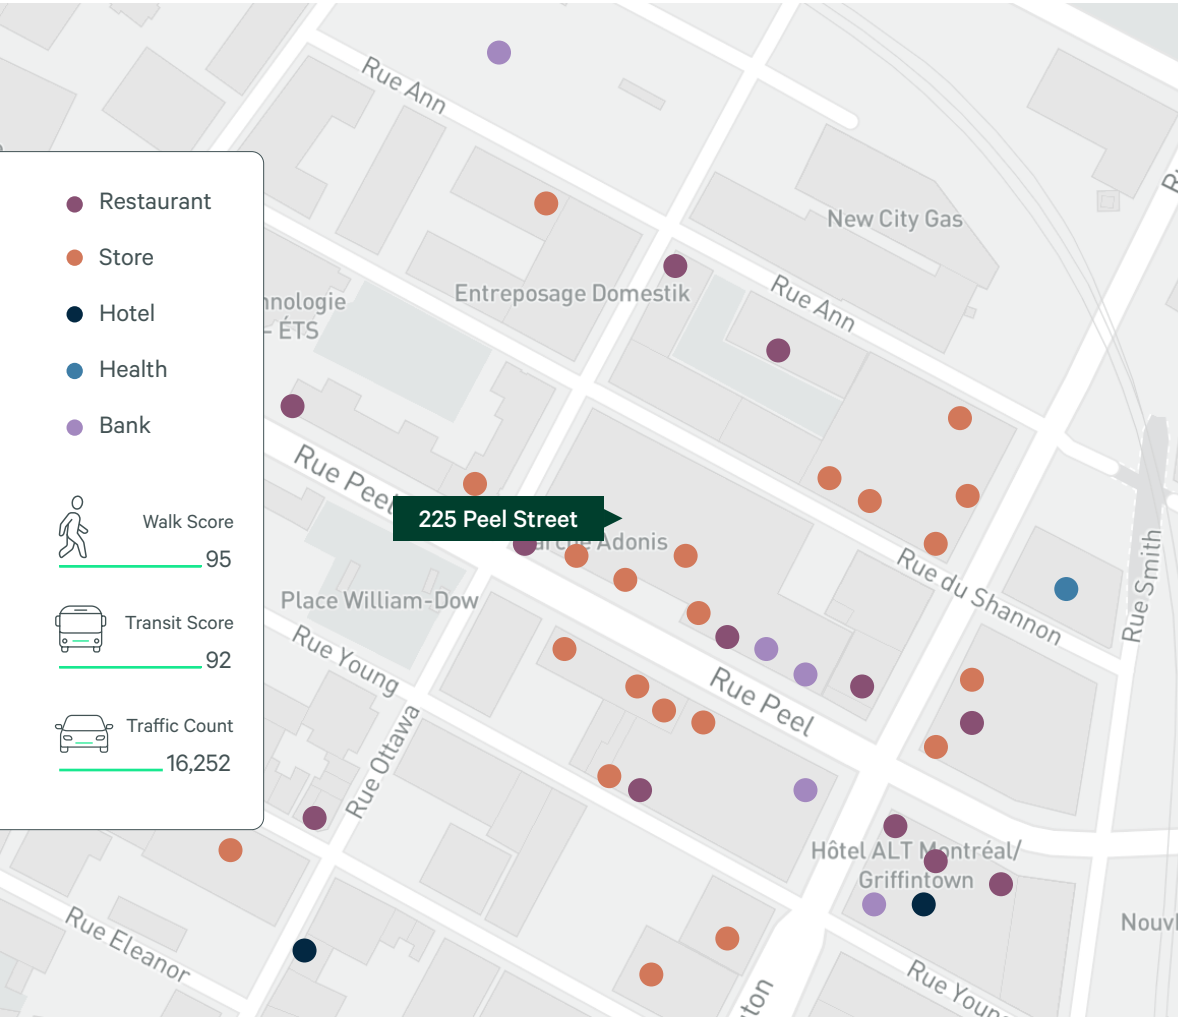 Rue Ann
New City Gas
Entreposage Domestik
Rue Ann
Restaurant
Store
Hotel
Health
Bank
- ÉTS
Rue Peel
225 Peel Street
Adonis
Walk Score
95
Rue du Shannon
Rue Smith
Place William-Dow
Transit Score
92
Rue Young
Rue Peel
Traffic Count
16,252
Rue Ottawa
Hôtel ALT Montréal/
Griffintown
Rue Eleanor
Rue Young